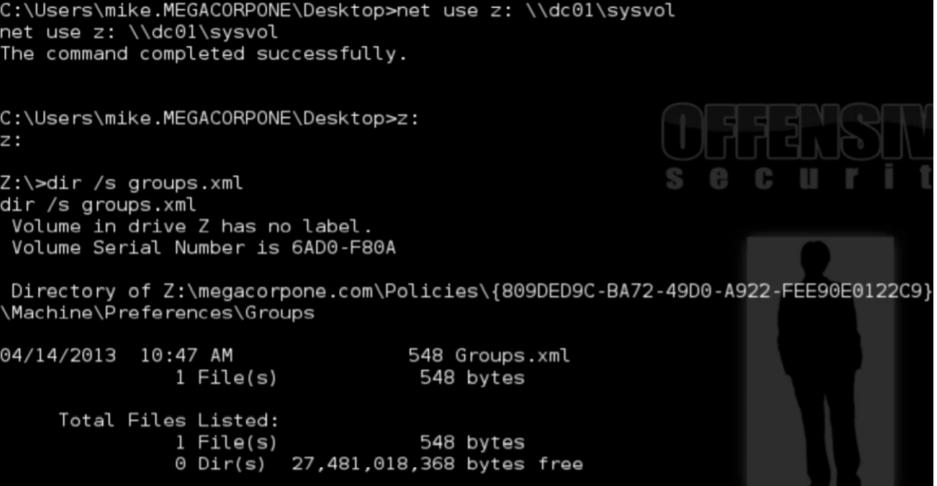 C:\Users\mike.MEGACORPONE\Desktop>net use z: \\dc01\sysvol
net use z: \\dc01\sysvol
The command completed successfully.
C:\Users\mike.MEGACORPONE\Desktop>z:
z:
OFFENSIV
securit
Z:\>dir /s groups.xml
dir /s groups.xml
Volume in drive Z has no label.
Volume Serial Number is 6AD0-F80A
Directory of Z:\megacorpone.com\Policies\{809DED9C-BA72-49D0-A922-FEE90E0122C9}
\Machine\Preferences\Groups
04/14/2013  10:47 AM               548 Groups.xml
1 File(s)            548 bytes
Total Files Listed:
1 File(s)            548 bytes
0 Dir(s)  27,481,018,368 bytes free